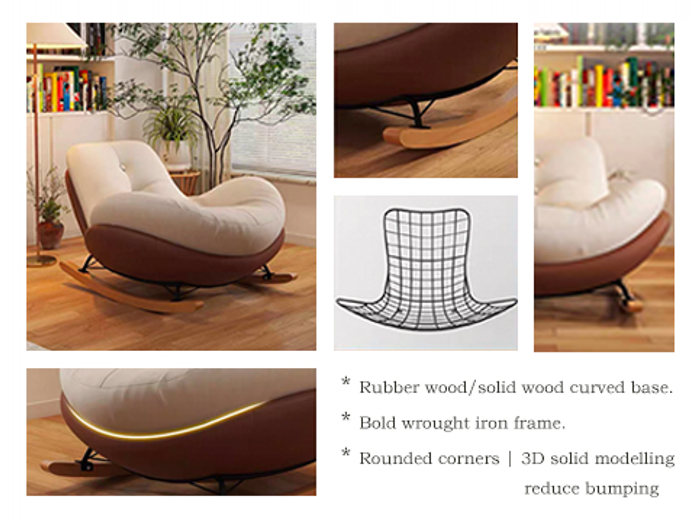 * Rubber wood/solid wood curved base.
* Bold wrought iron frame.
* Rounded corners | 3D solid modelling
reduce bumping